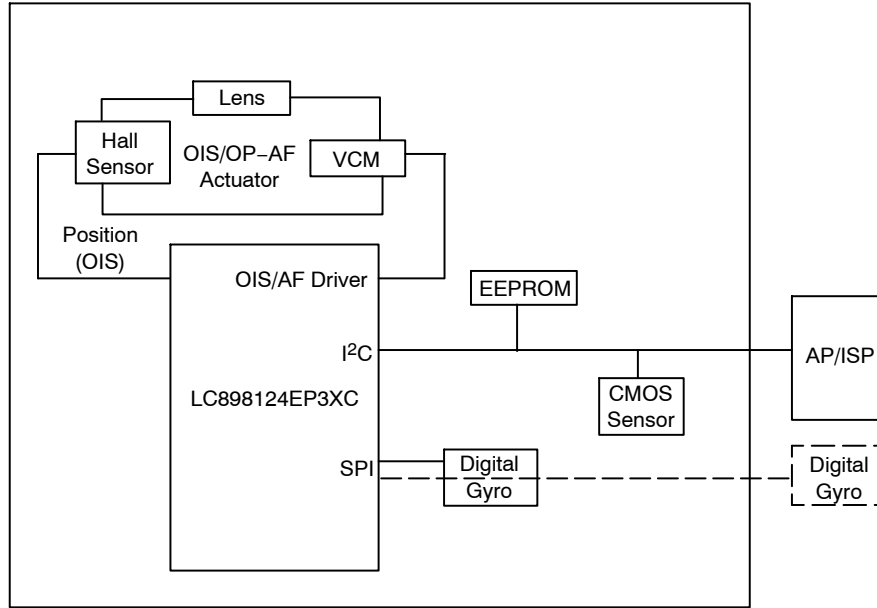 Lens
Hall
Sensor
OIS/OP−AF
Actuator
VCM
Position
(OIS)
OIS/AF Driver
EEPROM
I²C
AP/ISP
LC898124EP3XC
CMOS
Sensor
SPI
Digital
Gyro
Digital
Gyro